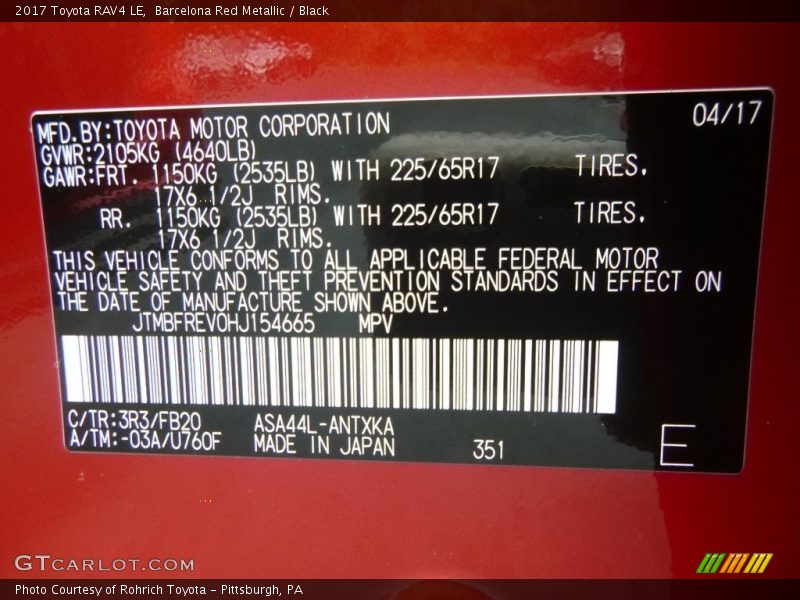 2017 Toyota RAV4 LE, Barcelona Red Metallic / Black
04/17
MFD.BY:TOYOTA MOTOR CORPORATION
GVWR:2105KG (4640LB)
GAWR:FRT. 1150KG (2535LB) WITH 225/65R17 TIRES.
17X6 1/2J RIMS.
RR. 1150KG (2535LB) WITH 225/65R17 TIRES.
17X6 1/2J RIMS.
THIS VEHICLE CONFORMS TO ALL APPLICABLE FEDERAL MOTOR
VEHICLE SAFETY AND THEFT PREVENTION STANDARDS IN EFFECT ON
THE DATE OF MANUFACTURE SHOWN ABOVE.
JTMBFREV0HJ154665 MPV
C/TR:3R3/FB20 ASA44L-ANTXKA
A/TM:-03A/U760F MADE IN JAPAN 351 E
GTCARLOT.COM
Photo Courtesy of Rohrich Toyota - Pittsburgh, PA